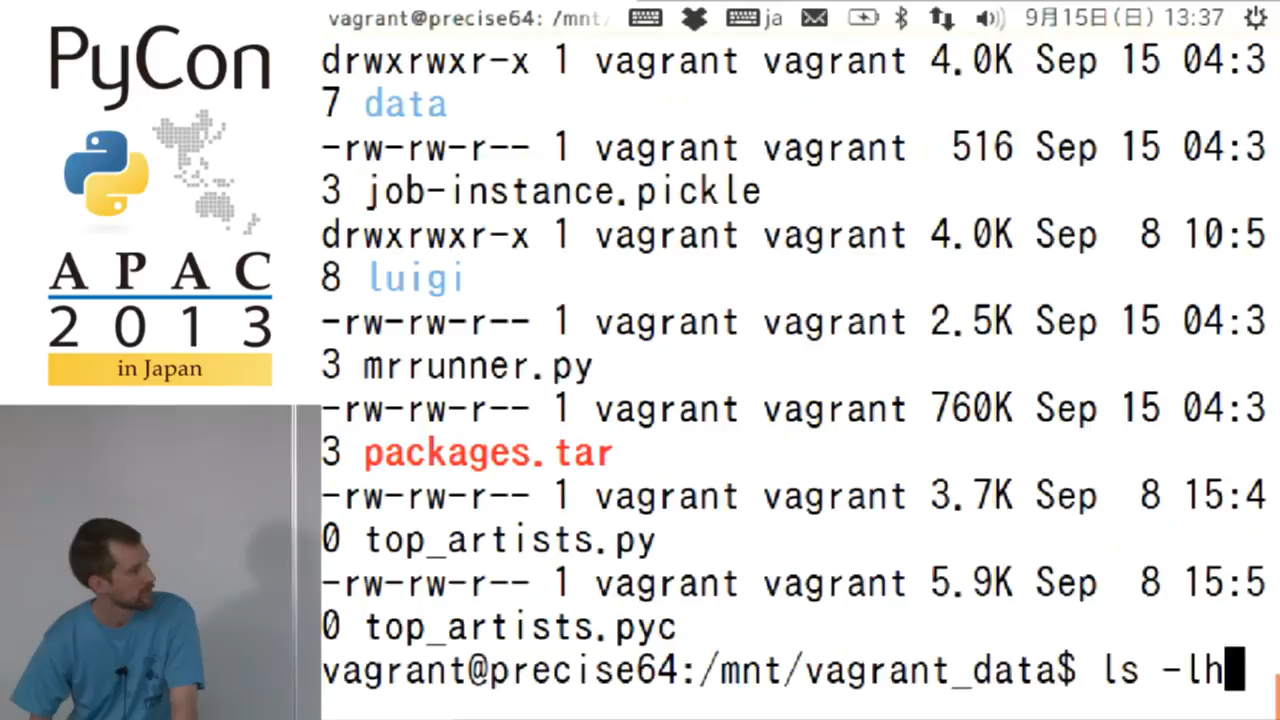 PyCon
APAC
2013
in Japan
vagrant@precise64: /mnt/ ja 9月15日(日) 13:37
drwxrwxr-x 1 vagrant vagrant 4.0K Sep 15 04:3
7 data
-rw-rw-r-- 1 vagrant vagrant 516 Sep 15 04:3
3 job-instance.pickle
drwxrwxr-x 1 vagrant vagrant 4.0K Sep 8 10:5
8 luigi
-rw-rw-r-- 1 vagrant vagrant 2.5K Sep 15 04:3
3 mrrunner.py
-rw-rw-r-- 1 vagrant vagrant 760K Sep 15 04:3
3 packages.tar
-rw-rw-r-- 1 vagrant vagrant 3.7K Sep 8 15:4
0 top_artists.py
-rw-rw-r-- 1 vagrant vagrant 5.9K Sep 8 15:5
0 top_artists.pyc
vagrant@precise64:/mnt/vagrant_data$ ls -lh